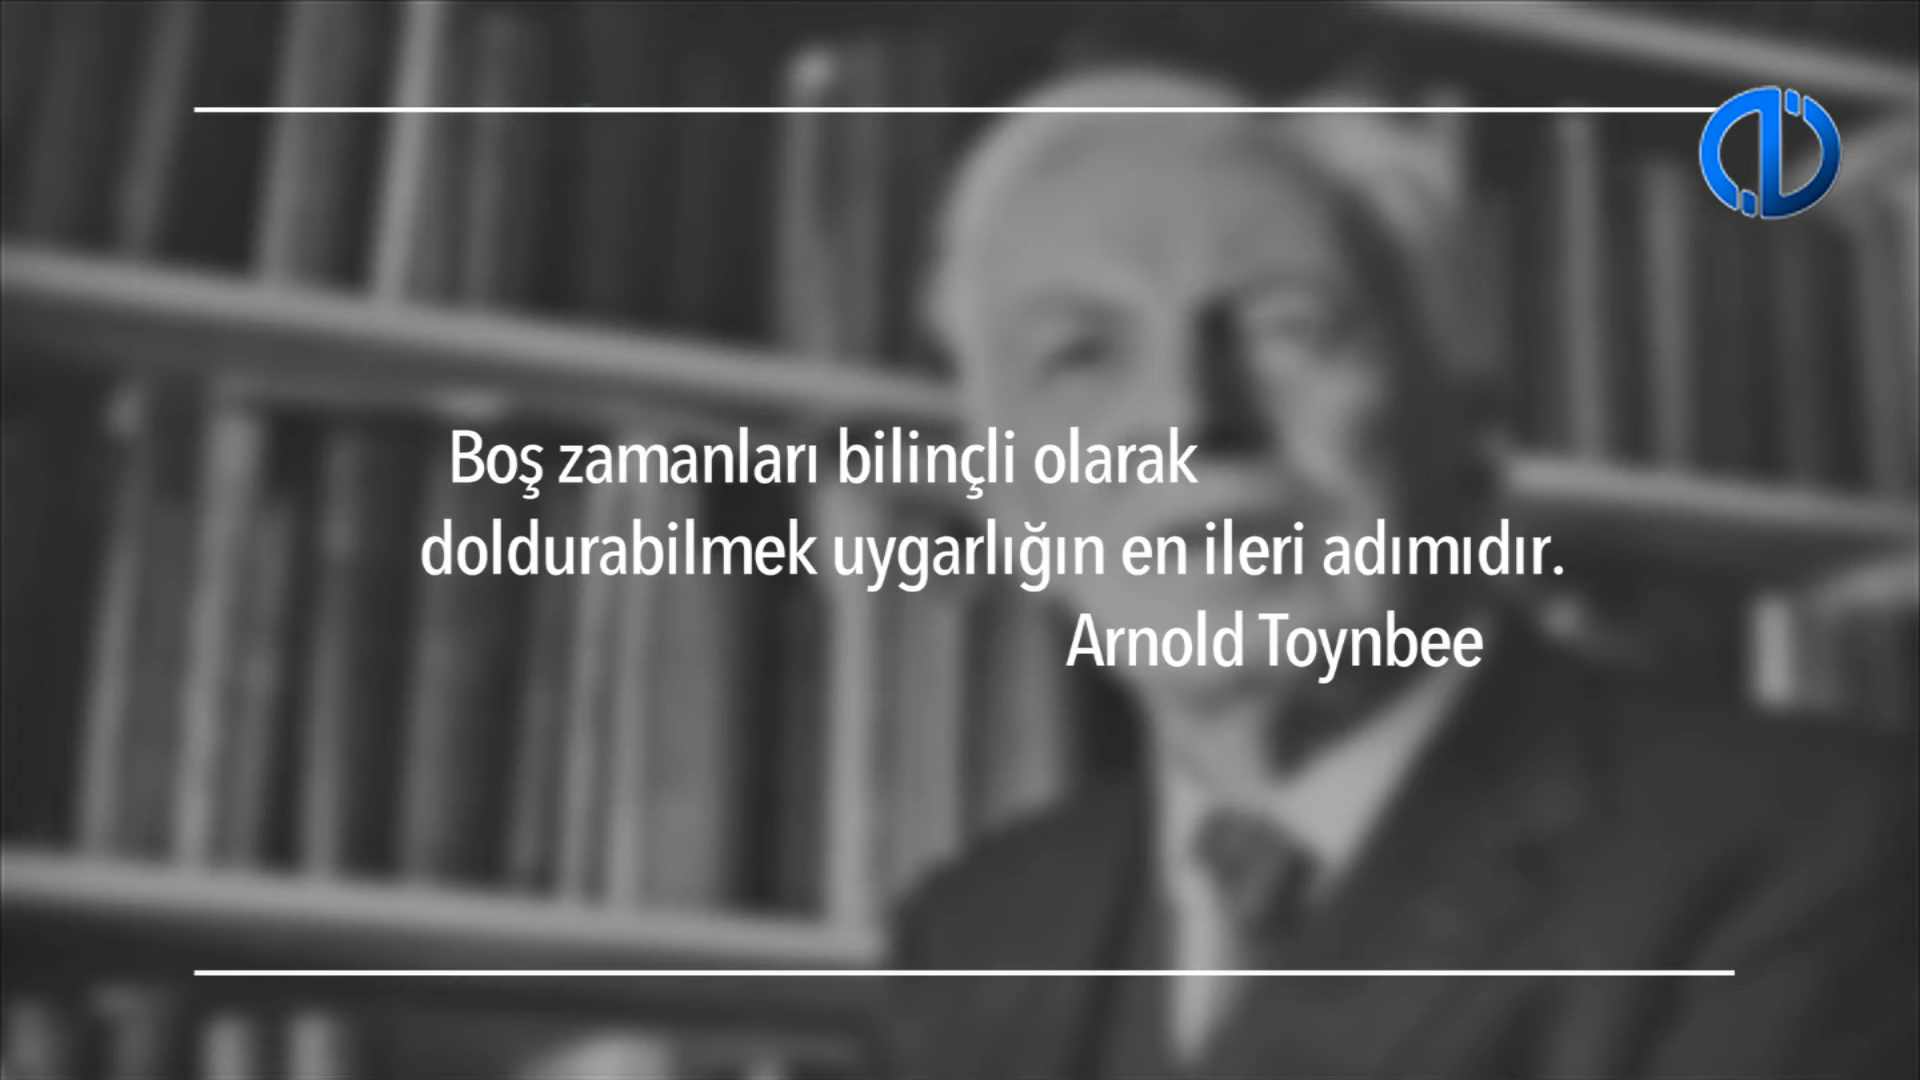 Boş zamanları bilinçli olarak
doldurabilmek uygarlığın en ileri adımıdır.
Arnold Toynbee